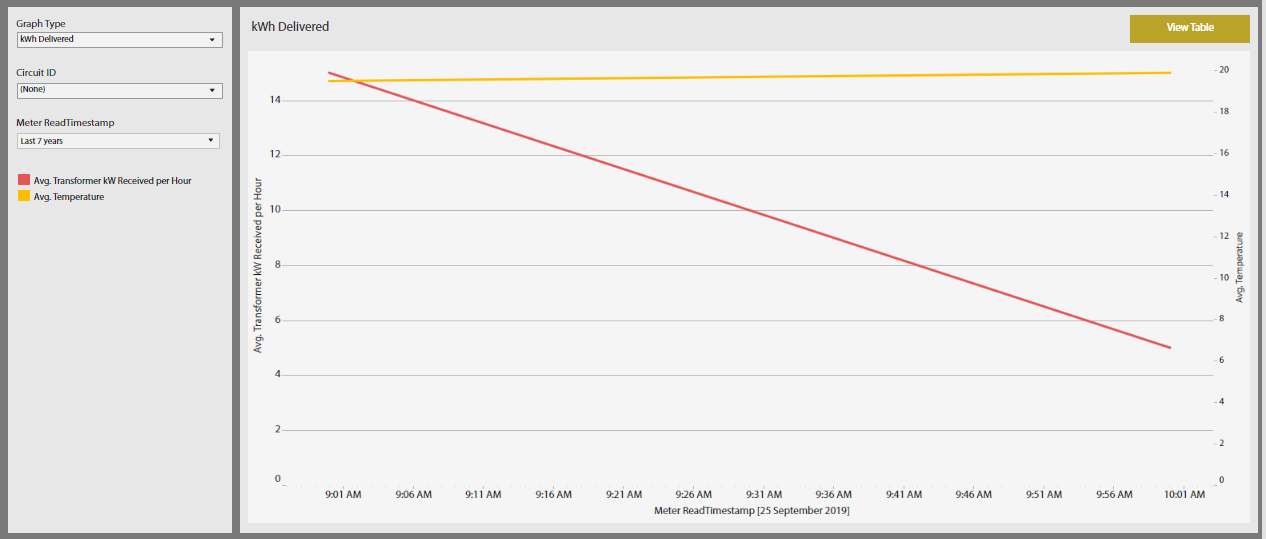 Graph Type
kWh Delivered
Circuit ID
(None)
Meter ReadTimestamp
Last 7 years
Avg. Transformer kW Received per Hour
Avg. Temperature
kWh Delivered
View Table
Avg. Transformer kW Received per Hour
14
12
10
8
6
4
2
0
20
18
16
14
12
10
8
6
4
2
0
Avg. Temperature
9:01 AM 9:06 AM 9:11 AM 9:16 AM 9:21 AM 9:26 AM 9:31 AM 9:36 AM 9:41 AM 9:46 AM 9:51 AM 9:56 AM 10:01 AM
Meter ReadTimestamp [25 September 2019]